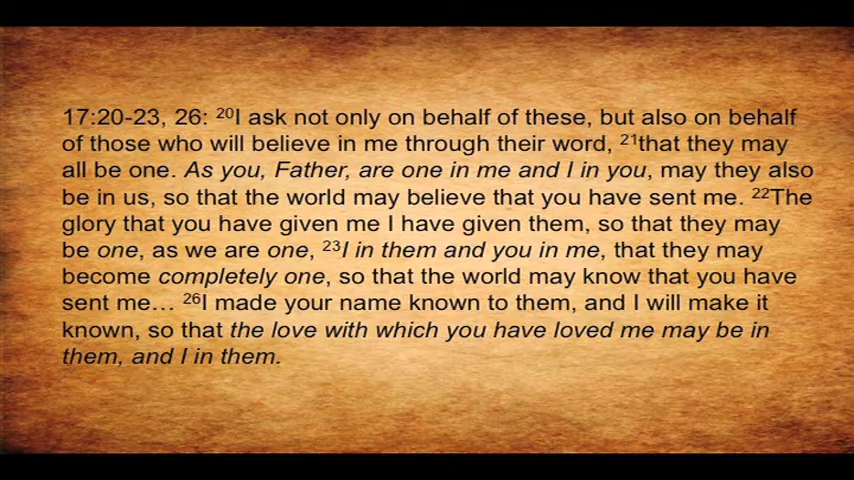 17:20-23, 26: ²⁰I ask not only on behalf of these, but also on behalf
of those who will believe in me through their word, ²¹that they may
all be one. As you, Father, are one in me and I in you, may they also
be in us, so that the world may believe that you have sent me. ²²The
glory that you have given me I have given them, so that they may
be one, as we are one, ²³I in them and you in me, that they may
become completely one, so that the world may know that you have
sent me… ²⁶I made your name known to them, and I will make it
known, so that the love with which you have loved me may be in
them, and I in them.